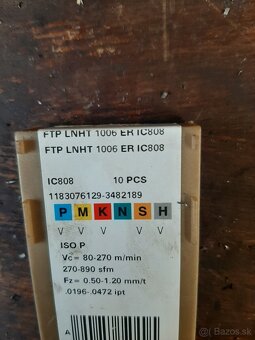 FTP LNHT 1006 ER IC808
FTP LNHT 1006 ER IC808
IC808 10 PCS
1183076129-3482189
P M K N S H
V V V V
ISO P
Vc = 80-270 m/min
270-890 sfm
Fz = 0.50-1.20 mm/t
.0196-.0472 ipt
A
Bazos.sk